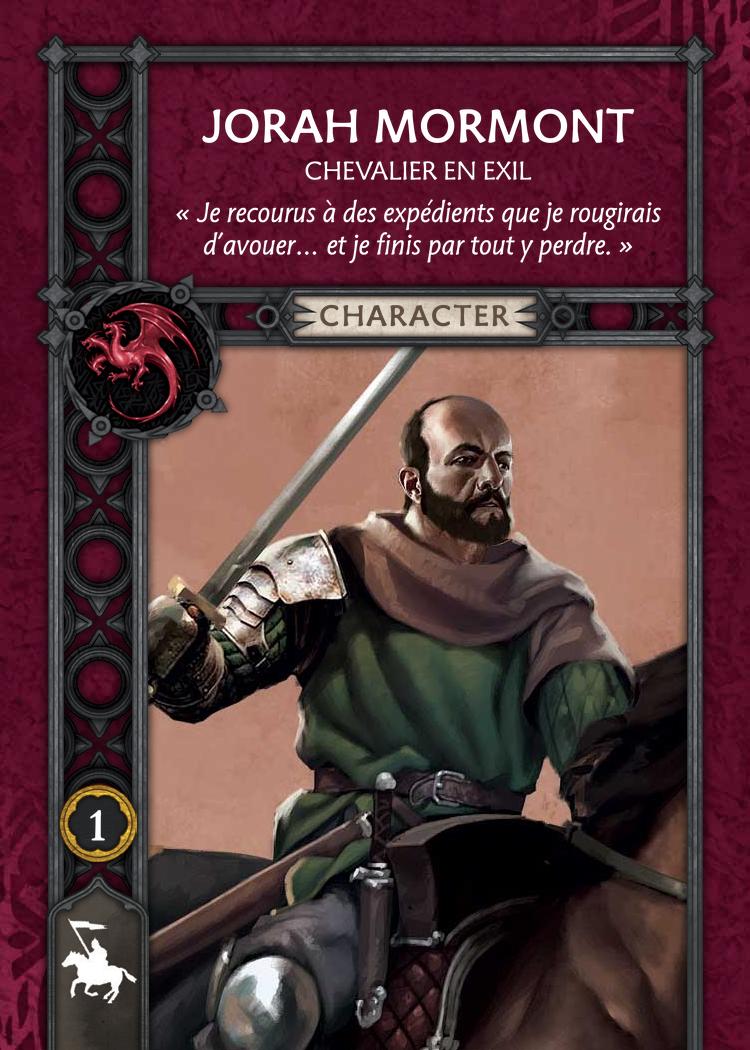 JORAH MORMONT
CHEVALIER EN EXIL
« Je recourus à des expédients que je rougirais
d'avouer… et je finis par tout y perdre. »
CHARACTER
1